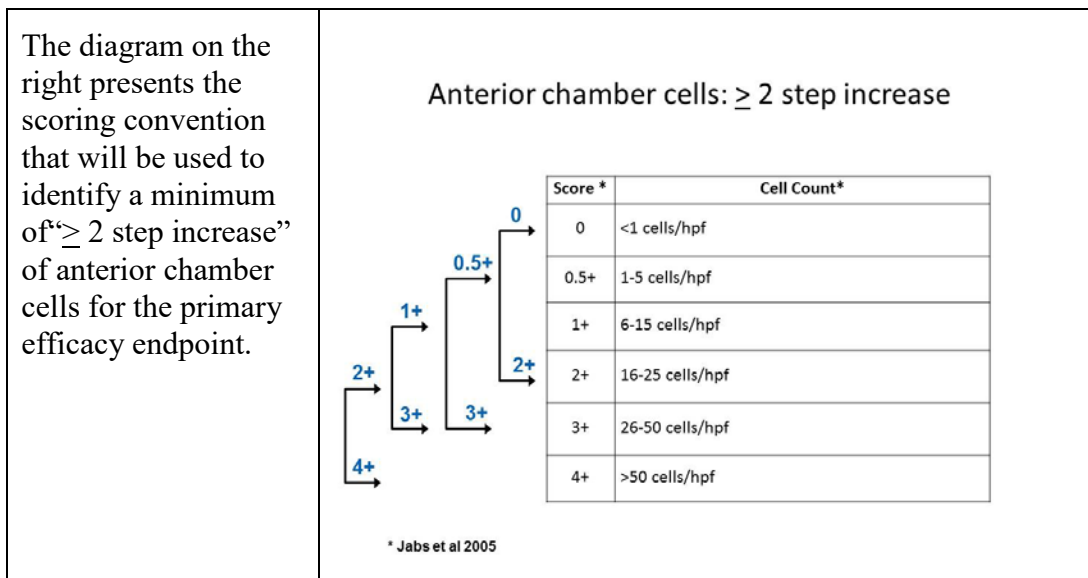 The diagram on the
right presents the
scoring convention
that will be used to
identify a minimum
of“≥ 2 step increase”
of anterior chamber
cells for the primary
efficacy endpoint.
Anterior chamber cells: ≥ 2 step increase
Score * Cell Count*
0 <1 cells/hpf
0.5+ 1-5 cells/hpf
1+ 6-15 cells/hpf
2+ 16-25 cells/hpf
3+ 26-50 cells/hpf
4+ >50 cells/hpf
0
0.5+
1+
2+
2+
3+
3+
4+
* Jabs et al 2005